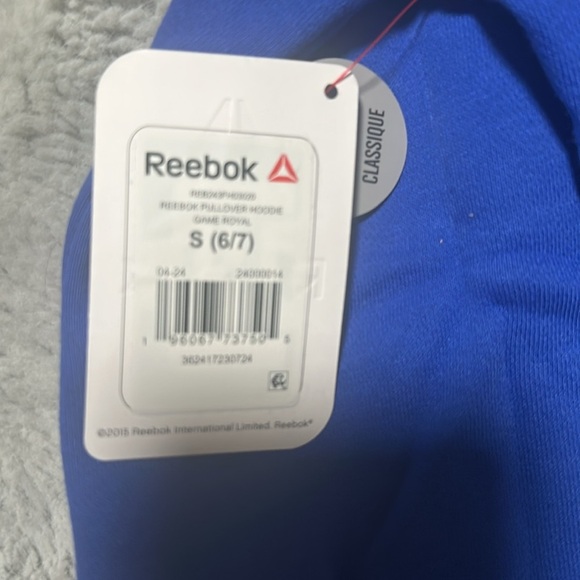 CLASSIQUE
Reebok
REEBOK PULLOVER HOODIE
GAME ROYAL
S (6/7)
04-24 24000014
1 96067 73750 5
362417230724
©2015 Reebok International Limited. Reebok®